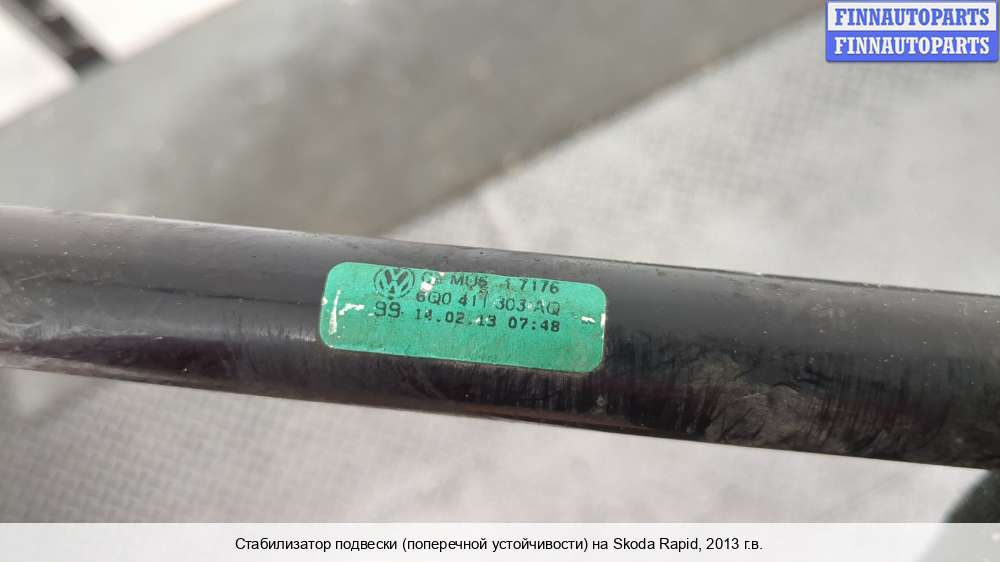 FINNAUTOPARTS
FINNAUTOPARTS
MU6 1 7176
6Q0 411 303 AQ
99 14.02.13 07:48
Стабилизатор подвески (поперечной устойчивости) на Skoda Rapid, 2013 г.в.